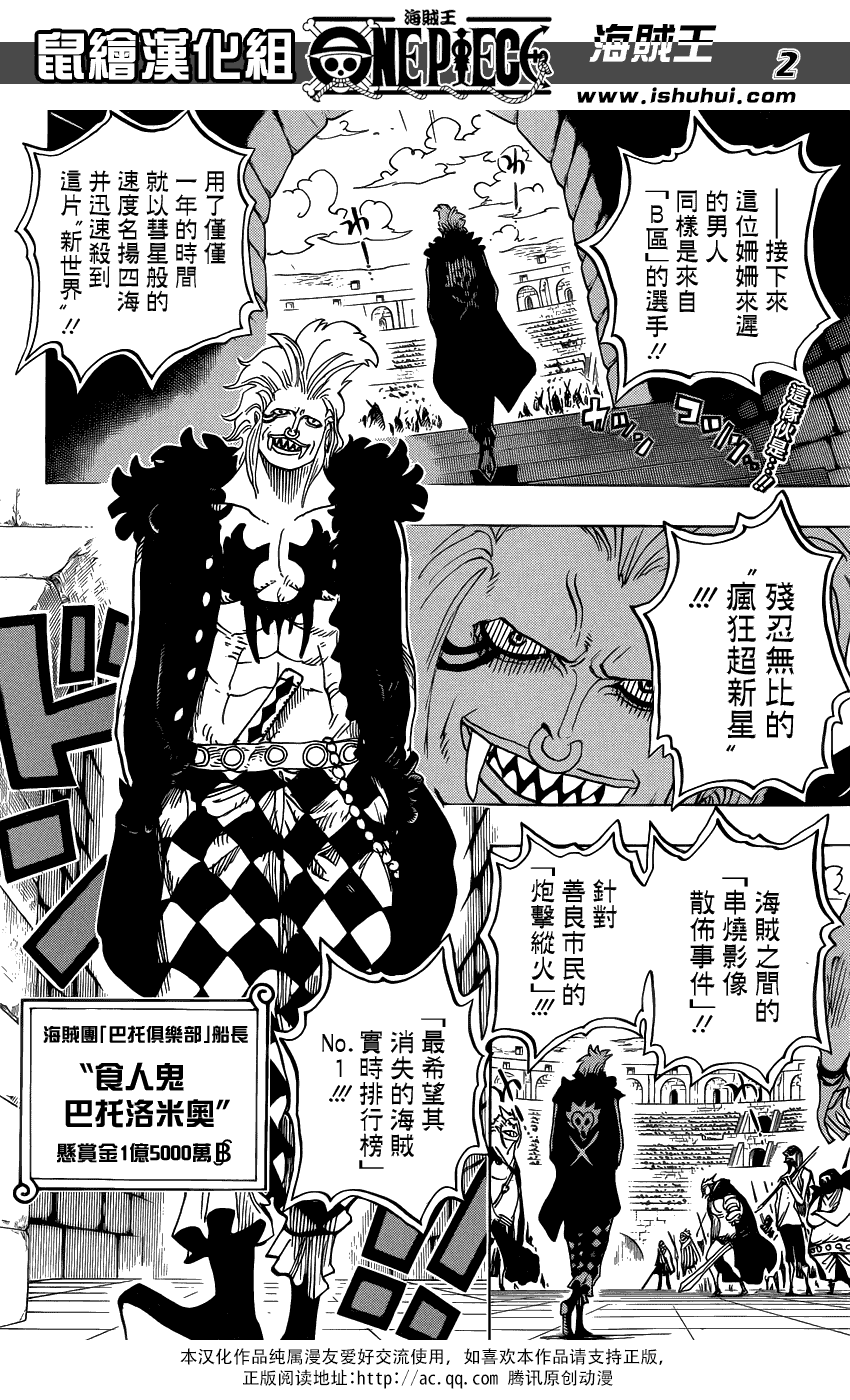 鼠繪漢化組
海賊王
ONE PIECE
海賊王
2
www.ishuhui.com
——接下來
這位姍姍來遲
的男人
同樣是來自
「B區」的選手!!
用了僅僅
一年的時間
就以彗星般的
速度名揚四海
並迅速殺到
這片〝新世界〞!!
這傢伙是…!!
殘忍無比的
〝瘋狂超新星〞
!!!
海賊之間的
「串燒影像
散佈事件」!!
針對
善良市民的
「炮擊縱火」!!!
「最希望其
消失的海賊
實時排行榜」
No.
1!!!
海賊團「巴托俱樂部」船長
〝食人鬼
巴托洛米奧〞
懸賞金1億5000萬B
ドン!!
本汉化作品纯属漫友爱好交流使用，如喜欢本作品请支持正版，
正版阅读地址:http://ac.qq.com 腾讯原创动漫